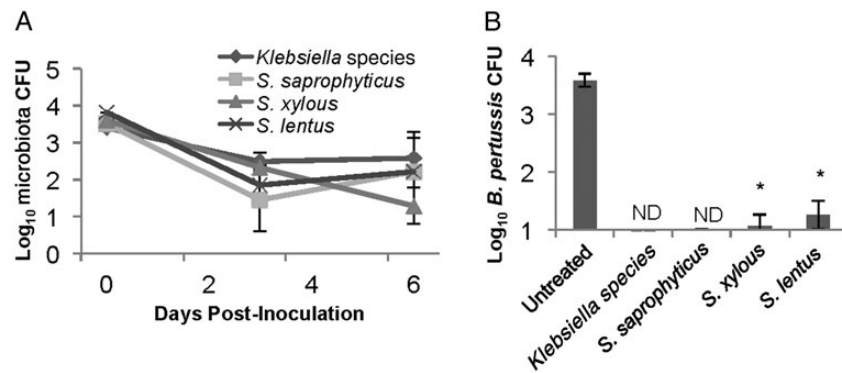 A
Log10 microbiota CFU
5
4
3
2
1
0
0
2
4
6
Days Post-Inoculation
Klebsiella species
S. saprophyticus
S. xylous
S. lentus
B
Log10 B. pertussis CFU
4
3
2
1
ND
ND
*
*
Untreated
Klebsiella species
S. saprophyticus
S. xylous
S. lentus